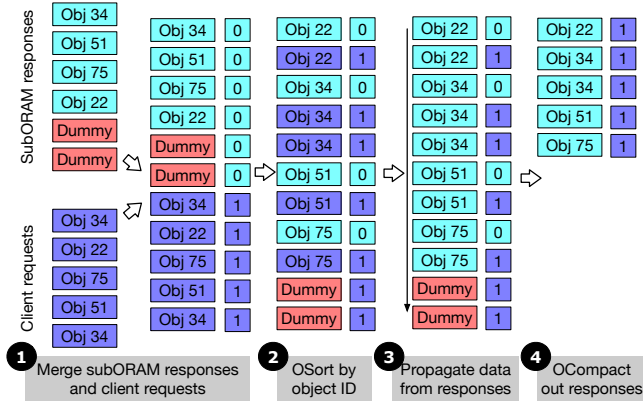 SubORAM responses
Obj 34
Obj 51
Obj 75
Obj 22
Dummy
Dummy
Client requests
Obj 34
Obj 22
Obj 75
Obj 51
Obj 34
Obj 34 0
Obj 51 0
Obj 75 0
Obj 22 0
Dummy 0
Dummy 0
Obj 34 1
Obj 22 1
Obj 75 1
Obj 51 1
Obj 34 1
Obj 22 0
Obj 22 1
Obj 34 0
Obj 34 1
Obj 34 1
Obj 51 0
Obj 51 1
Obj 75 0
Obj 75 1
Dummy 1
Dummy 1
Obj 22 0
Obj 22 1
Obj 34 0
Obj 34 1
Obj 34 1
Obj 51 0
Obj 51 1
Obj 75 0
Obj 75 1
Dummy 1
Dummy 1
Obj 22 1
Obj 34 1
Obj 34 1
Obj 51 1
Obj 75 1
1
Merge subORAM responses
and client requests
2
OSort by
object ID
3
Propagate data
from responses
4
OCompact
out responses